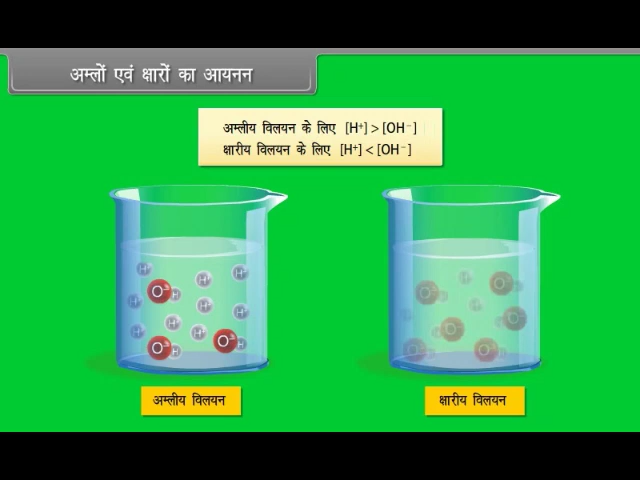 अम्लों एवं क्षारों का आयनन
अम्लीय विलयन के लिए [H⁺] > [OH⁻]
क्षारीय विलयन के लिए [H⁺] < [OH⁻]
अम्लीय विलयन
क्षारीय विलयन